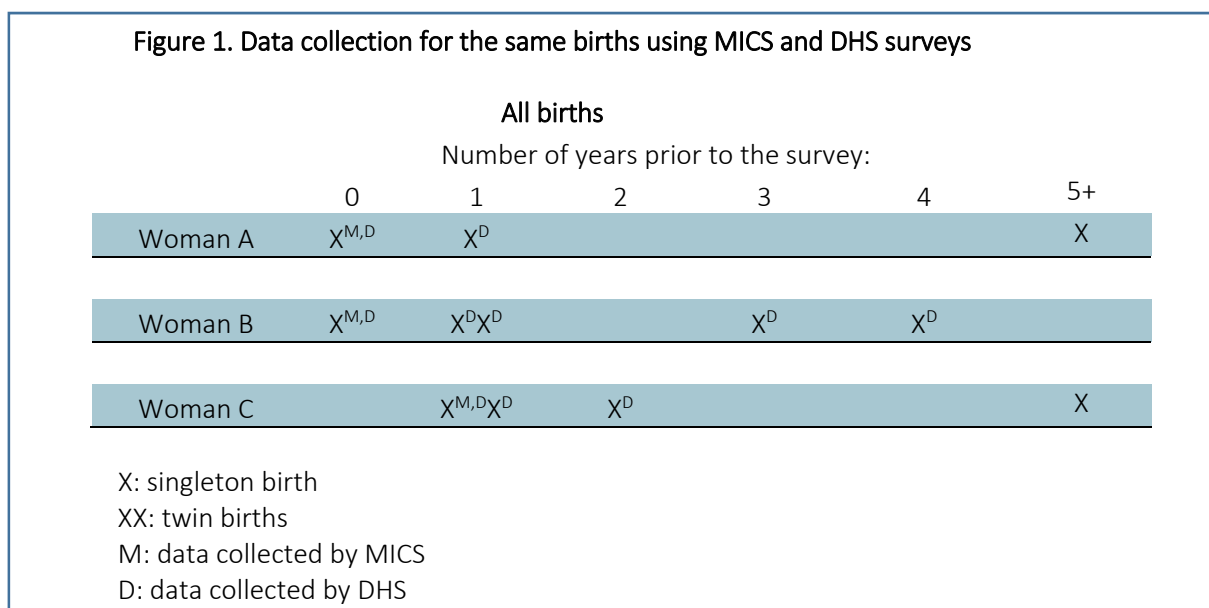 Figure 1. Data collection for the same births using MICS and DHS surveys
All births
Number of years prior to the survey:
0 1 2 3 4 5+
Woman A X^M,D X^D X
Woman B X^M,D X^DX^D X^D X^D
Woman C X^M,DX^D X^D X
X: singleton birth
XX: twin births
M: data collected by MICS
D: data collected by DHS